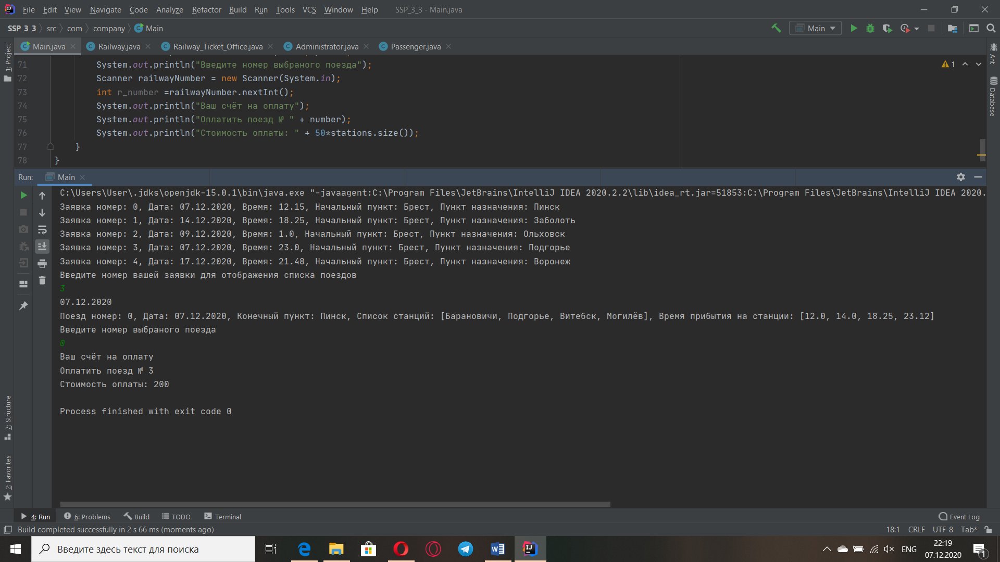 File Edit View Navigate Code Analyze Refactor Build Run Tools VCS Window Help SSP_3_3 - Main.java
SSP_3_3 src com company Main Main
Main.java Railway.java Railway_Ticket_Office.java Administrator.java Passenger.java
1: Project
Ant
Database
71 System.out.println("Введите номер выбраного поезда"); 1
72 Scanner railwayNumber = new Scanner(System.in);
73 int r_number =railwayNumber.nextInt();
74 System.out.println("Ваш счёт на оплату");
75 System.out.println("Оплатить поезд № " + number);
76 System.out.println("Стоимость оплаты: " + 50*stations.size());
77 }
78 }
Run: Main
C:\Users\User\.jdks\openjdk-15.0.1\bin\java.exe "-javaagent:C:\Program Files\JetBrains\IntelliJ IDEA 2020.2.2\lib\idea_rt.jar=51853:C:\Program Files\JetBrains\IntelliJ IDEA 2020.
Заявка номер: 0, Дата: 07.12.2020, Время: 12.15, Начальный пункт: Брест, Пункт назначения: Пинск
Заявка номер: 1, Дата: 14.12.2020, Время: 18.25, Начальный пункт: Брест, Пункт назначения: Заболоть
Заявка номер: 2, Дата: 09.12.2020, Время: 1.0, Начальный пункт: Брест, Пункт назначения: Ольховск
Заявка номер: 3, Дата: 07.12.2020, Время: 23.0, Начальный пункт: Брест, Пункт назначения: Подгорье
Заявка номер: 4, Дата: 17.12.2020, Время: 21.48, Начальный пункт: Брест, Пункт назначения: Воронеж
Введите номер вашей заявки для отображения списка поездов
3
07.12.2020
Поезд номер: 0, Дата: 07.12.2020, Конечный пункт: Пинск, Список станций: [Барановичи, Подгорье, Витебск, Могилёв], Время прибытия на станции: [12.0, 14.0, 18.25, 23.12]
Введите номер выбраного поезда
0
Ваш счёт на оплату
Оплатить поезд № 3
Стоимость оплаты: 200
Process finished with exit code 0
7: Structure
2: Favorites
4: Run 6: Problems Build TODO Terminal Event Log
Build completed successfully in 2 s 66 ms (moments ago) 18:1 CRLF UTF-8 Tab*
Введите здесь текст для поиска ENG 22:19
07.12.2020 1